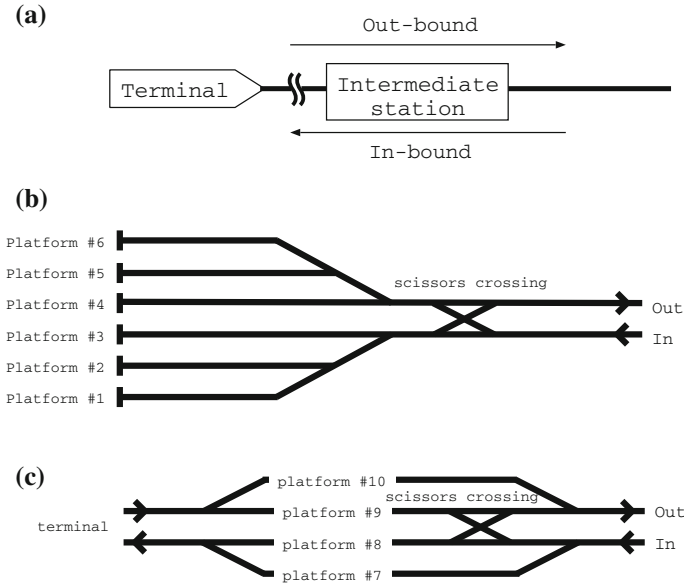 (a)
Out-bound
Terminal
Intermediate
station
In-bound
(b)
Platform #6
Platform #5
scissors crossing
Platform #4
Out
Platform #3
In
Platform #2
Platform #1
(c)
platform #10
scissors crossing
platform #9
Out
terminal
platform #8
In
platform #7